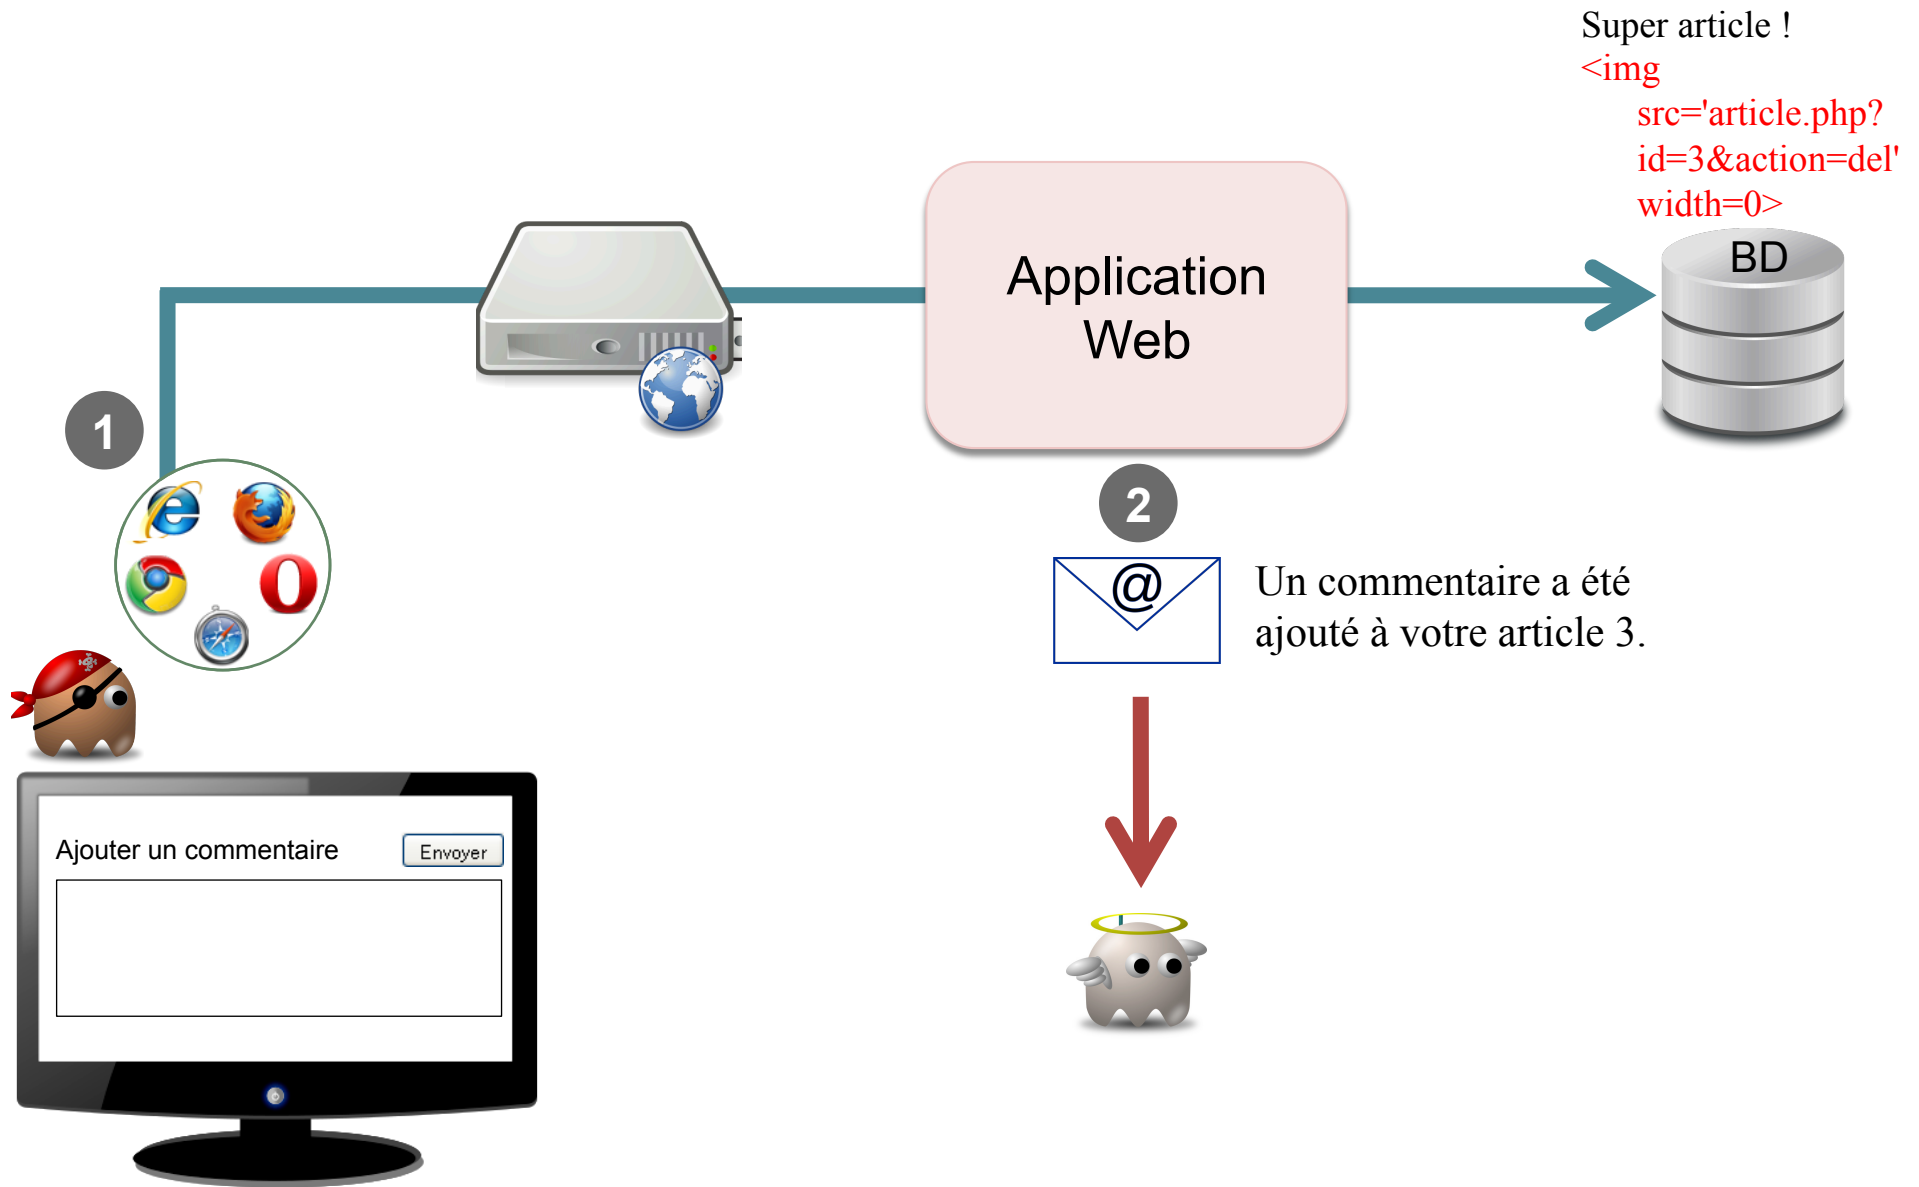 Super article !
<img
src='article.php?
id=3&action=del'
width=0>
BD
Application
Web
1
2
@
Un commentaire a été
ajouté à votre article 3.
Ajouter un commentaire
Envoyer